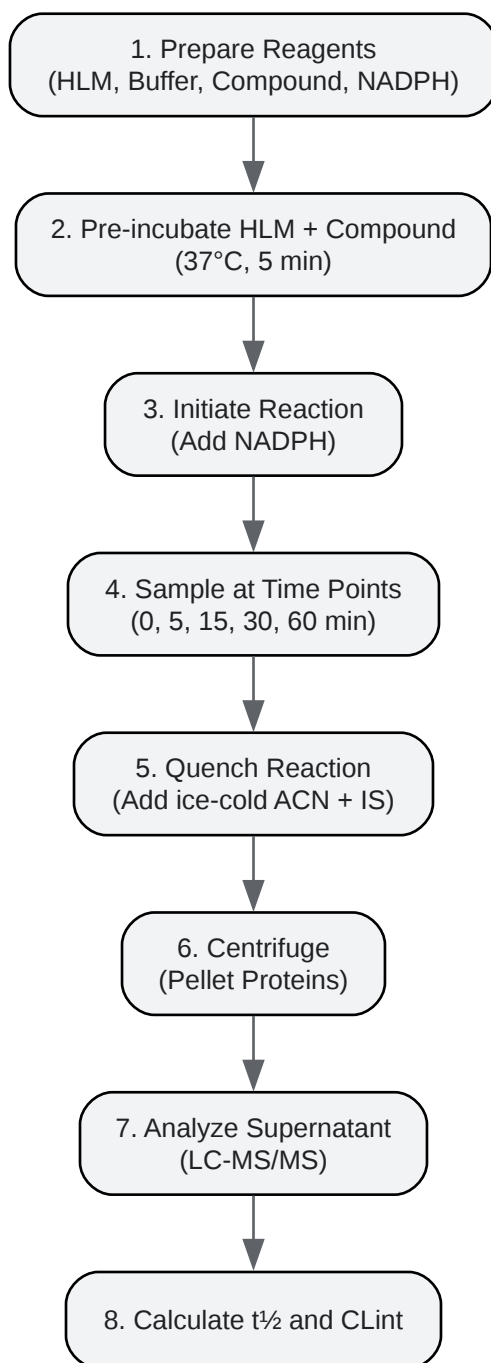 1. Prepare Reagents
(HLM, Buffer, Compound, NADPH)
2. Pre-incubate HLM + Compound
(37°C, 5 min)
3. Initiate Reaction
(Add NADPH)
4. Sample at Time Points
(0, 5, 15, 30, 60 min)
5. Quench Reaction
(Add ice-cold ACN + IS)
6. Centrifuge
(Pellet Proteins)
7. Analyze Supernatant
(LC-MS/MS)
8. Calculate t½ and CLint